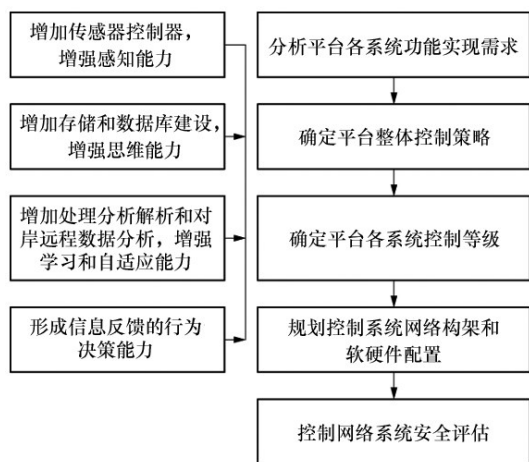 增加传感器控制器，
增强感知能力
增加存储和数据库建设，
增强思维能力
增加处理分析解析和对
岸远程数据分析，增强
学习和自适应能力
形成信息反馈的行为
决策能力
分析平台各系统功能实现需求
确定平台整体控制策略
确定平台各系统控制等级
规划控制系统网络构架和
软硬件配置
控制网络系统安全评估